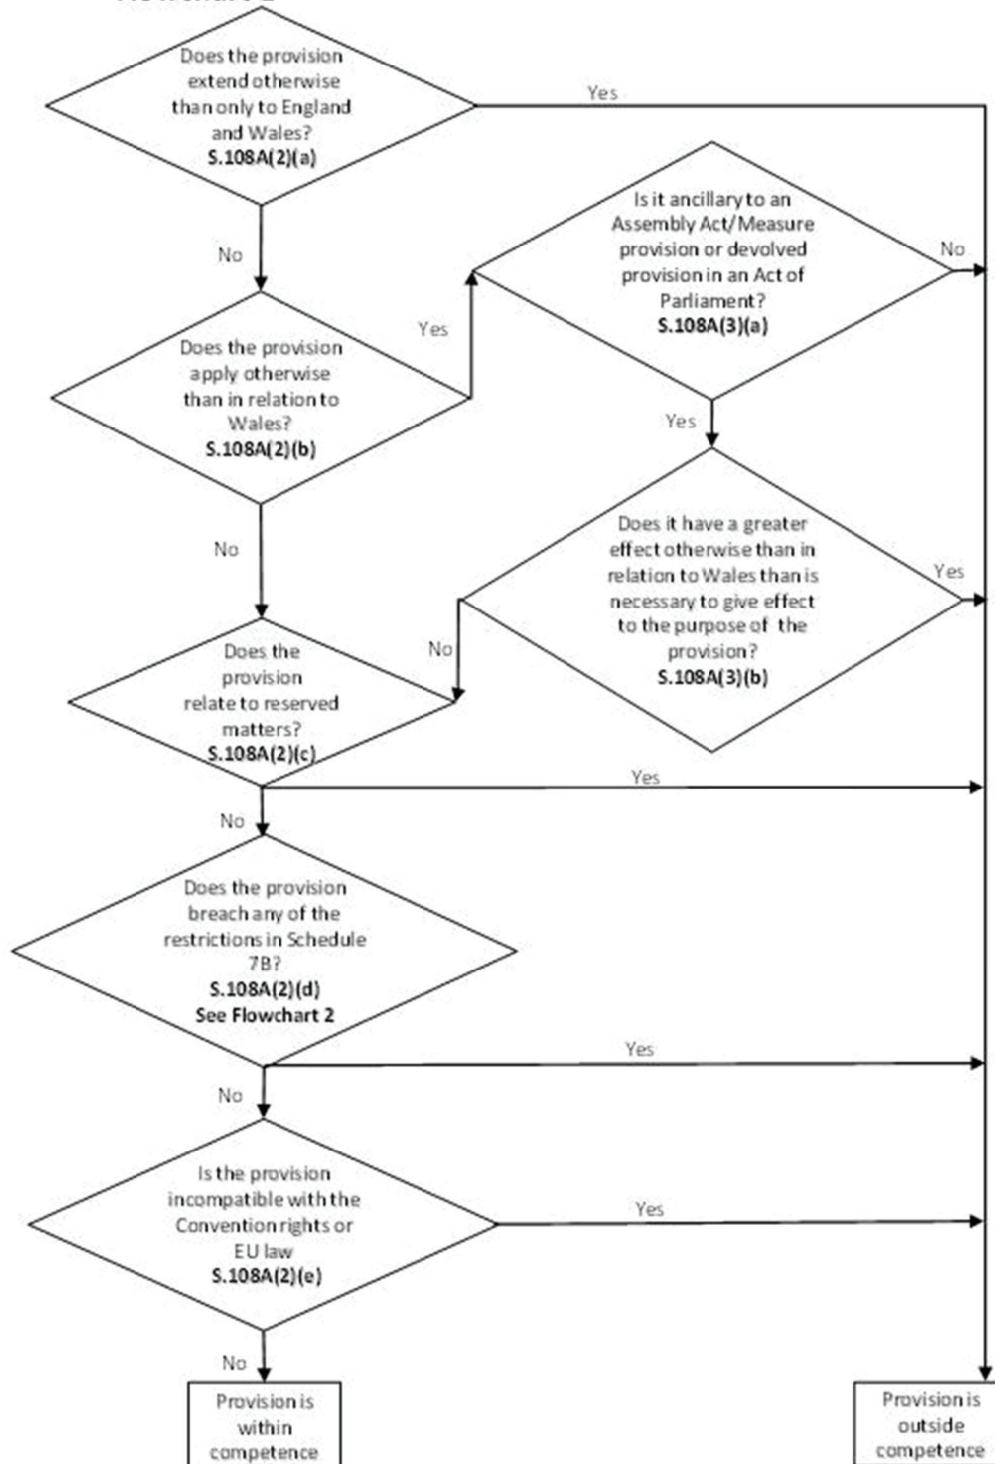 Does the provision
extend otherwise
than only to England
and Wales?
S.108A(2)(a)
Yes
No
Is it ancillary to an
Assembly Act/Measure
provision or devolved
provision in an Act of
Parliament?
S.108A(3)(a)
No
Yes
Does the provision
apply otherwise
than in relation to
Wales?
S.108A(2)(b)
Yes
No
Does it have a greater
effect otherwise than in
relation to Wales than is
necessary to give effect
to the purpose of the
provision?
S.108A(3)(b)
Yes
No
Does the
provision
relate to reserved
matters?
S.108A(2)(c)
Yes
No
Does the provision
breach any of the
restrictions in Schedule
7B?
S.108A(2)(d)
See Flowchart 2
Yes
No
Is the provision
incompatible with the
Convention rights or
EU law
S.108A(2)(e)
Yes
No
Provision is
within
competence
Provision is
outside
competence